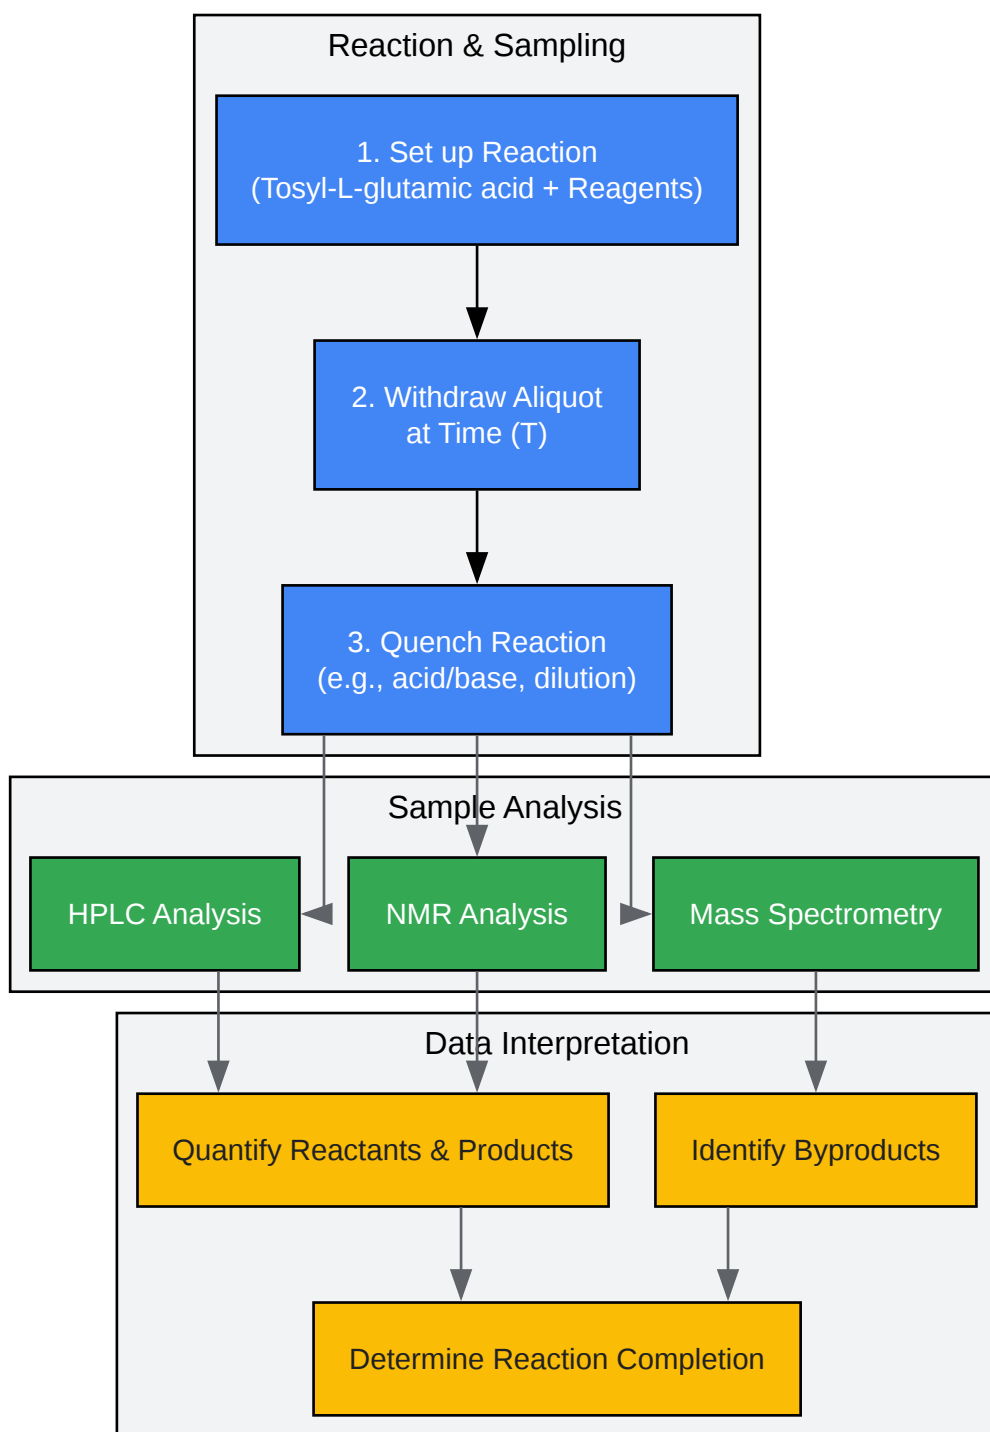 Reaction & Sampling
1. Set up Reaction
(Tosyl-L-glutamic acid + Reagents)
2. Withdraw Aliquot
at Time (T)
3. Quench Reaction
(e.g., acid/base, dilution)
Sample Analysis
HPLC Analysis
NMR Analysis
Mass Spectrometry
Data Interpretation
Quantify Reactants & Products
Identify Byproducts
Determine Reaction Completion